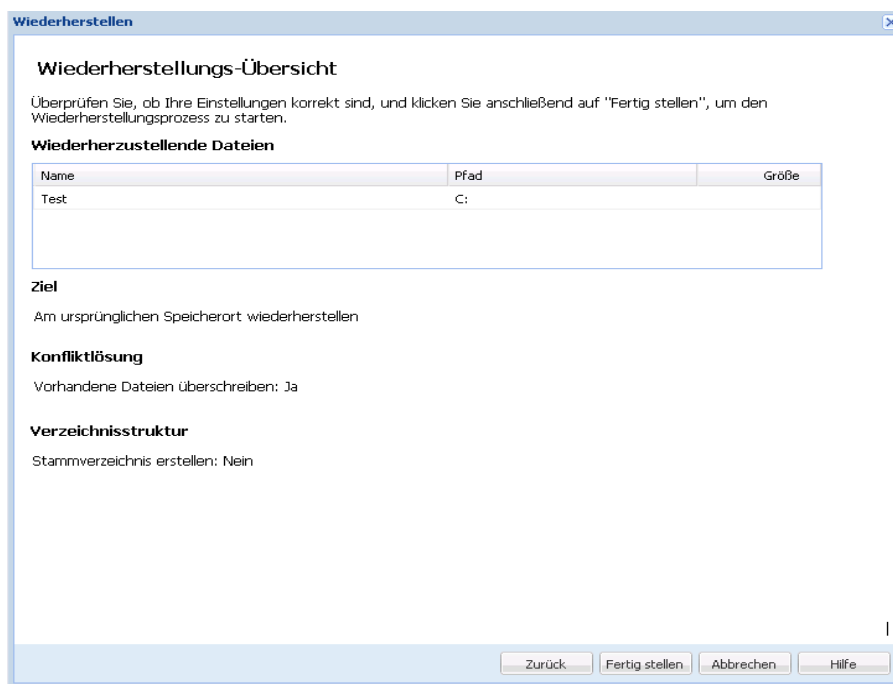 Wiederherstellen
Wiederherstellungs-Übersicht
Überprüfen Sie, ob Ihre Einstellungen korrekt sind, und klicken Sie anschließend auf "Fertig stellen", um den
Wiederherstellungsprozess zu starten.
Wiederherzustellende Dateien
Name Pfad Größe
Test C:
Ziel
Am ursprünglichen Speicherort wiederherstellen
Konfliktlösung
Vorhandene Dateien überschreiben: Ja
Verzeichnisstruktur
Stammverzeichnis erstellen: Nein
Zurück Fertig stellen Abbrechen Hilfe